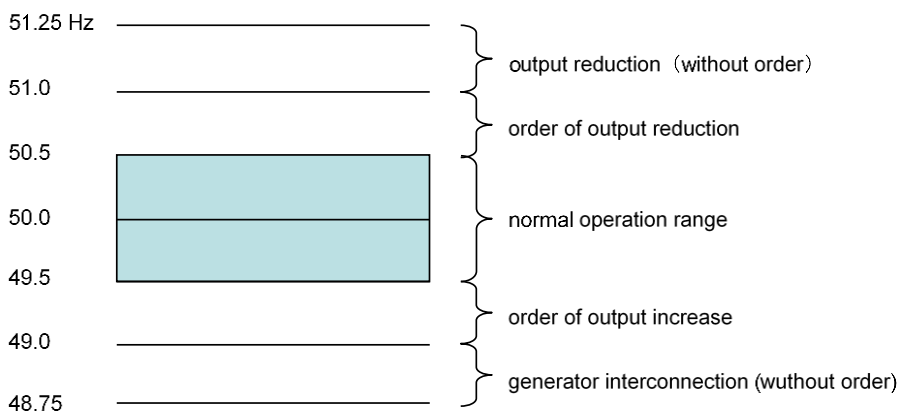 51.25 Hz
output reduction（without order）
51.0
order of output reduction
50.5
50.0
normal operation range
49.5
order of output increase
49.0
generator interconnection (wuthout order)
48.75